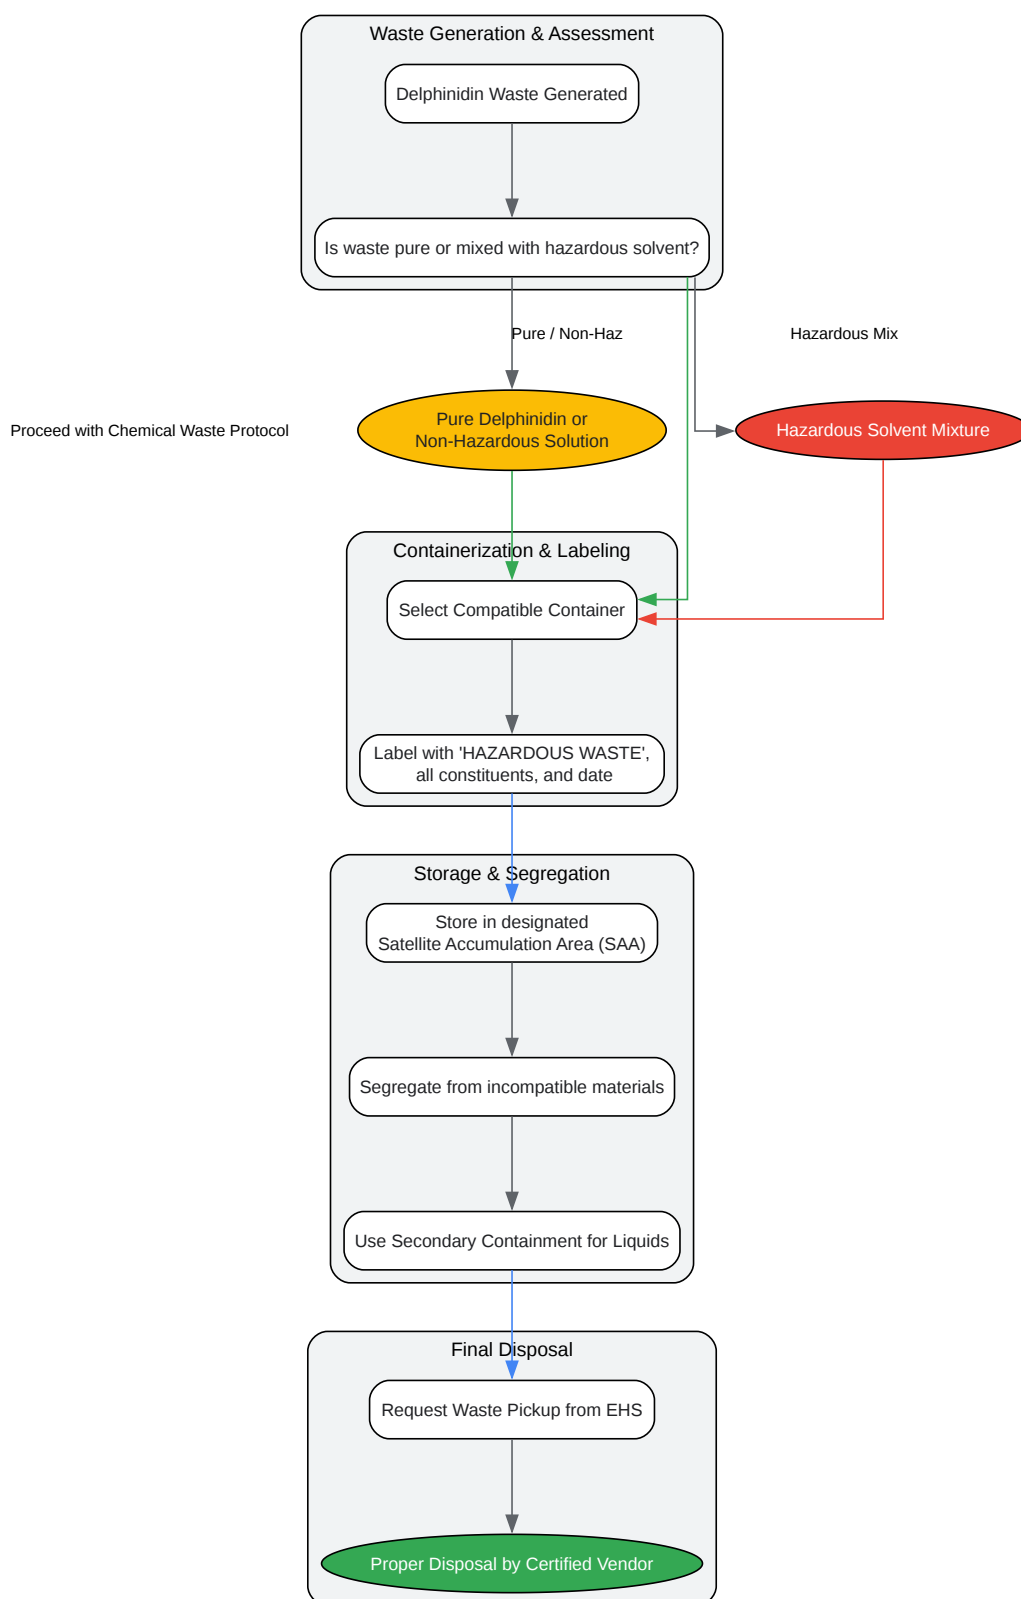 Waste Generation & Assessment
Delphinidin Waste Generated
Is waste pure or mixed with hazardous solvent?
Pure / Non-Haz
Hazardous Mix
Proceed with Chemical Waste Protocol
Pure Delphinidin or
Non-Hazardous Solution
Hazardous Solvent Mixture
Containerization & Labeling
Select Compatible Container
Label with 'HAZARDOUS WASTE',
all constituents, and date
Storage & Segregation
Store in designated
Satellite Accumulation Area (SAA)
Segregate from incompatible materials
Use Secondary Containment for Liquids
Final Disposal
Request Waste Pickup from EHS
Proper Disposal by Certified Vendor